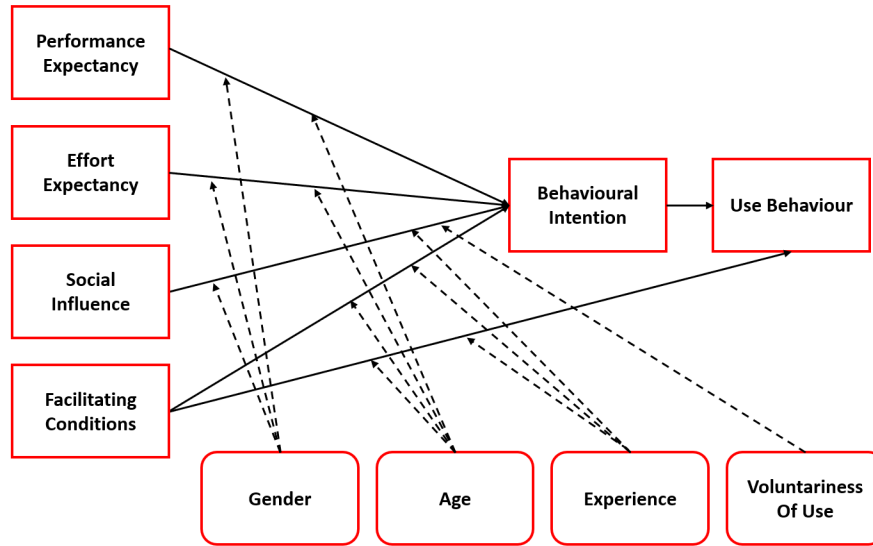 Performance
Expectancy
Effort
Expectancy
Social
Influence
Facilitating
Conditions
Behavioural
Intention
Use Behaviour
Gender
Age
Experience
Voluntariness
Of Use